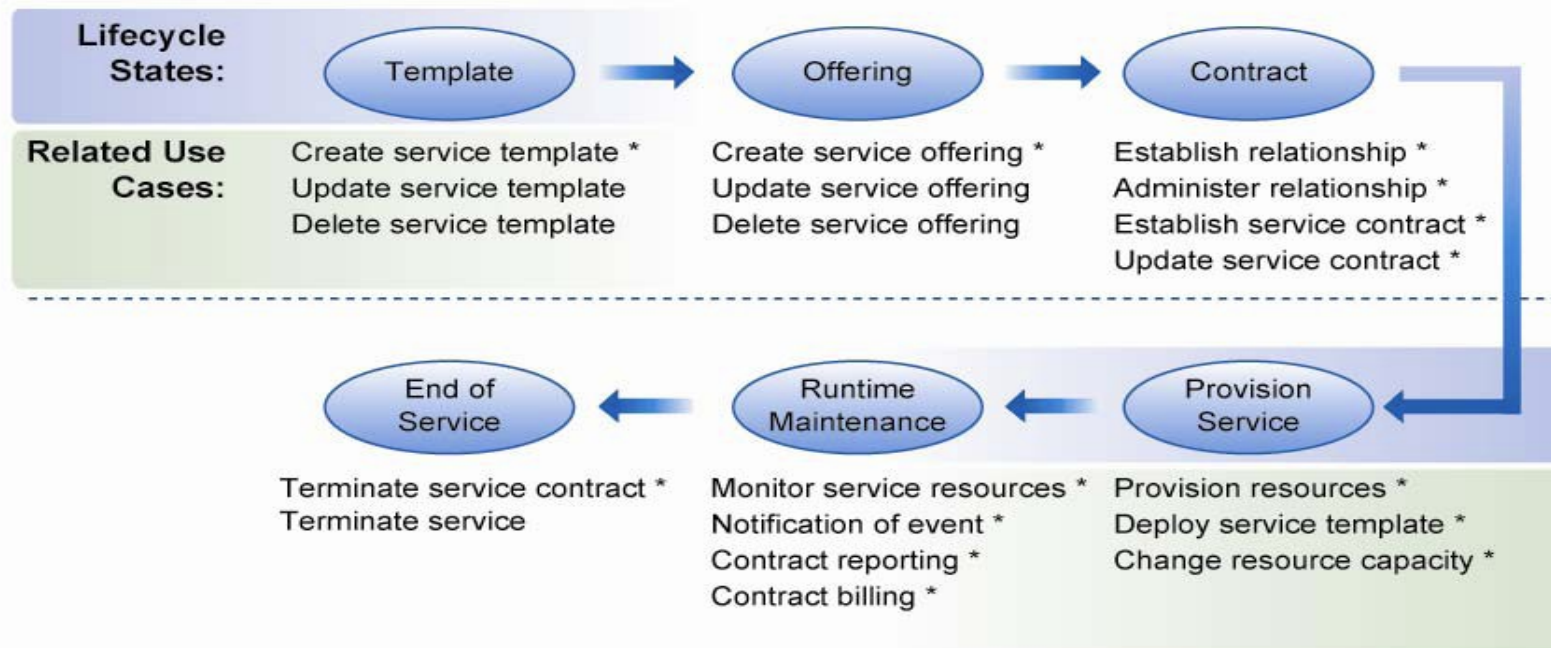 Lifecycle
States:
Template
Offering
Contract
Related Use
Cases:
Create service template *
Update service template
Delete service template
Create service offering *
Update service offering
Delete service offering
Establish relationship *
Administer relationship *
Establish service contract *
Update service contract *
End of
Service
Runtime
Maintenance
Provision
Service
Terminate service contract *
Terminate service
Monitor service resources *
Notification of event *
Contract reporting *
Contract billing *
Provision resources *
Deploy service template *
Change resource capacity *